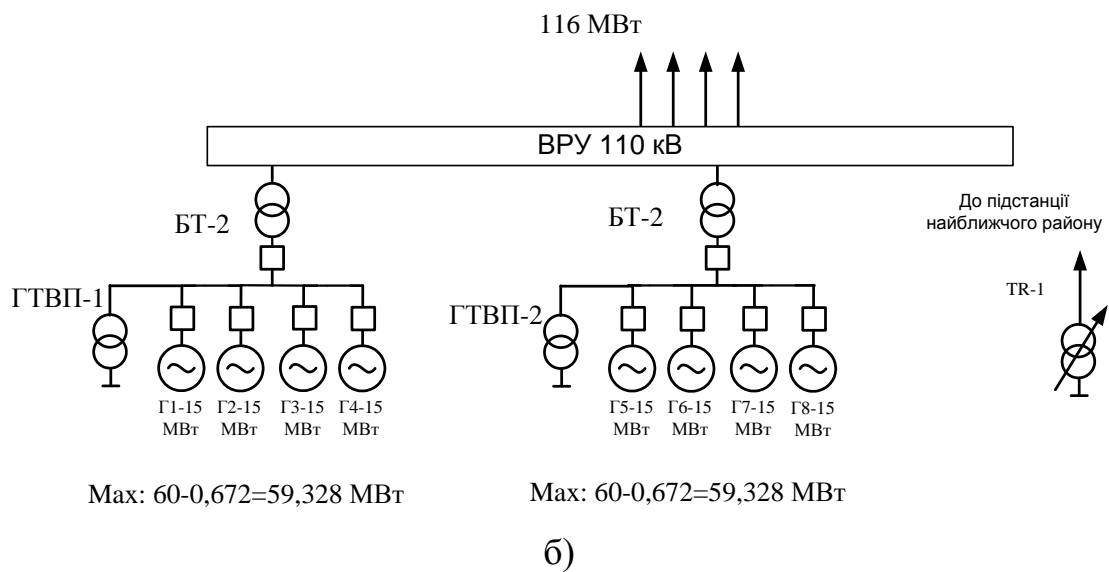 116 МВт
ВРУ 110 кВ
БТ-2
БТ-2
До підстанції
найближчого району
TR-1
ГТВП-1
ГТВП-2
Г1-15 Г2-15 Г3-15 Г4-15
МВт МВт МВт МВт
Г5-15 Г6-15 Г7-15 Г8-15
МВт МВт МВт МВт
Max: 60-0,672=59,328 МВт
Max: 60-0,672=59,328 МВт
б)